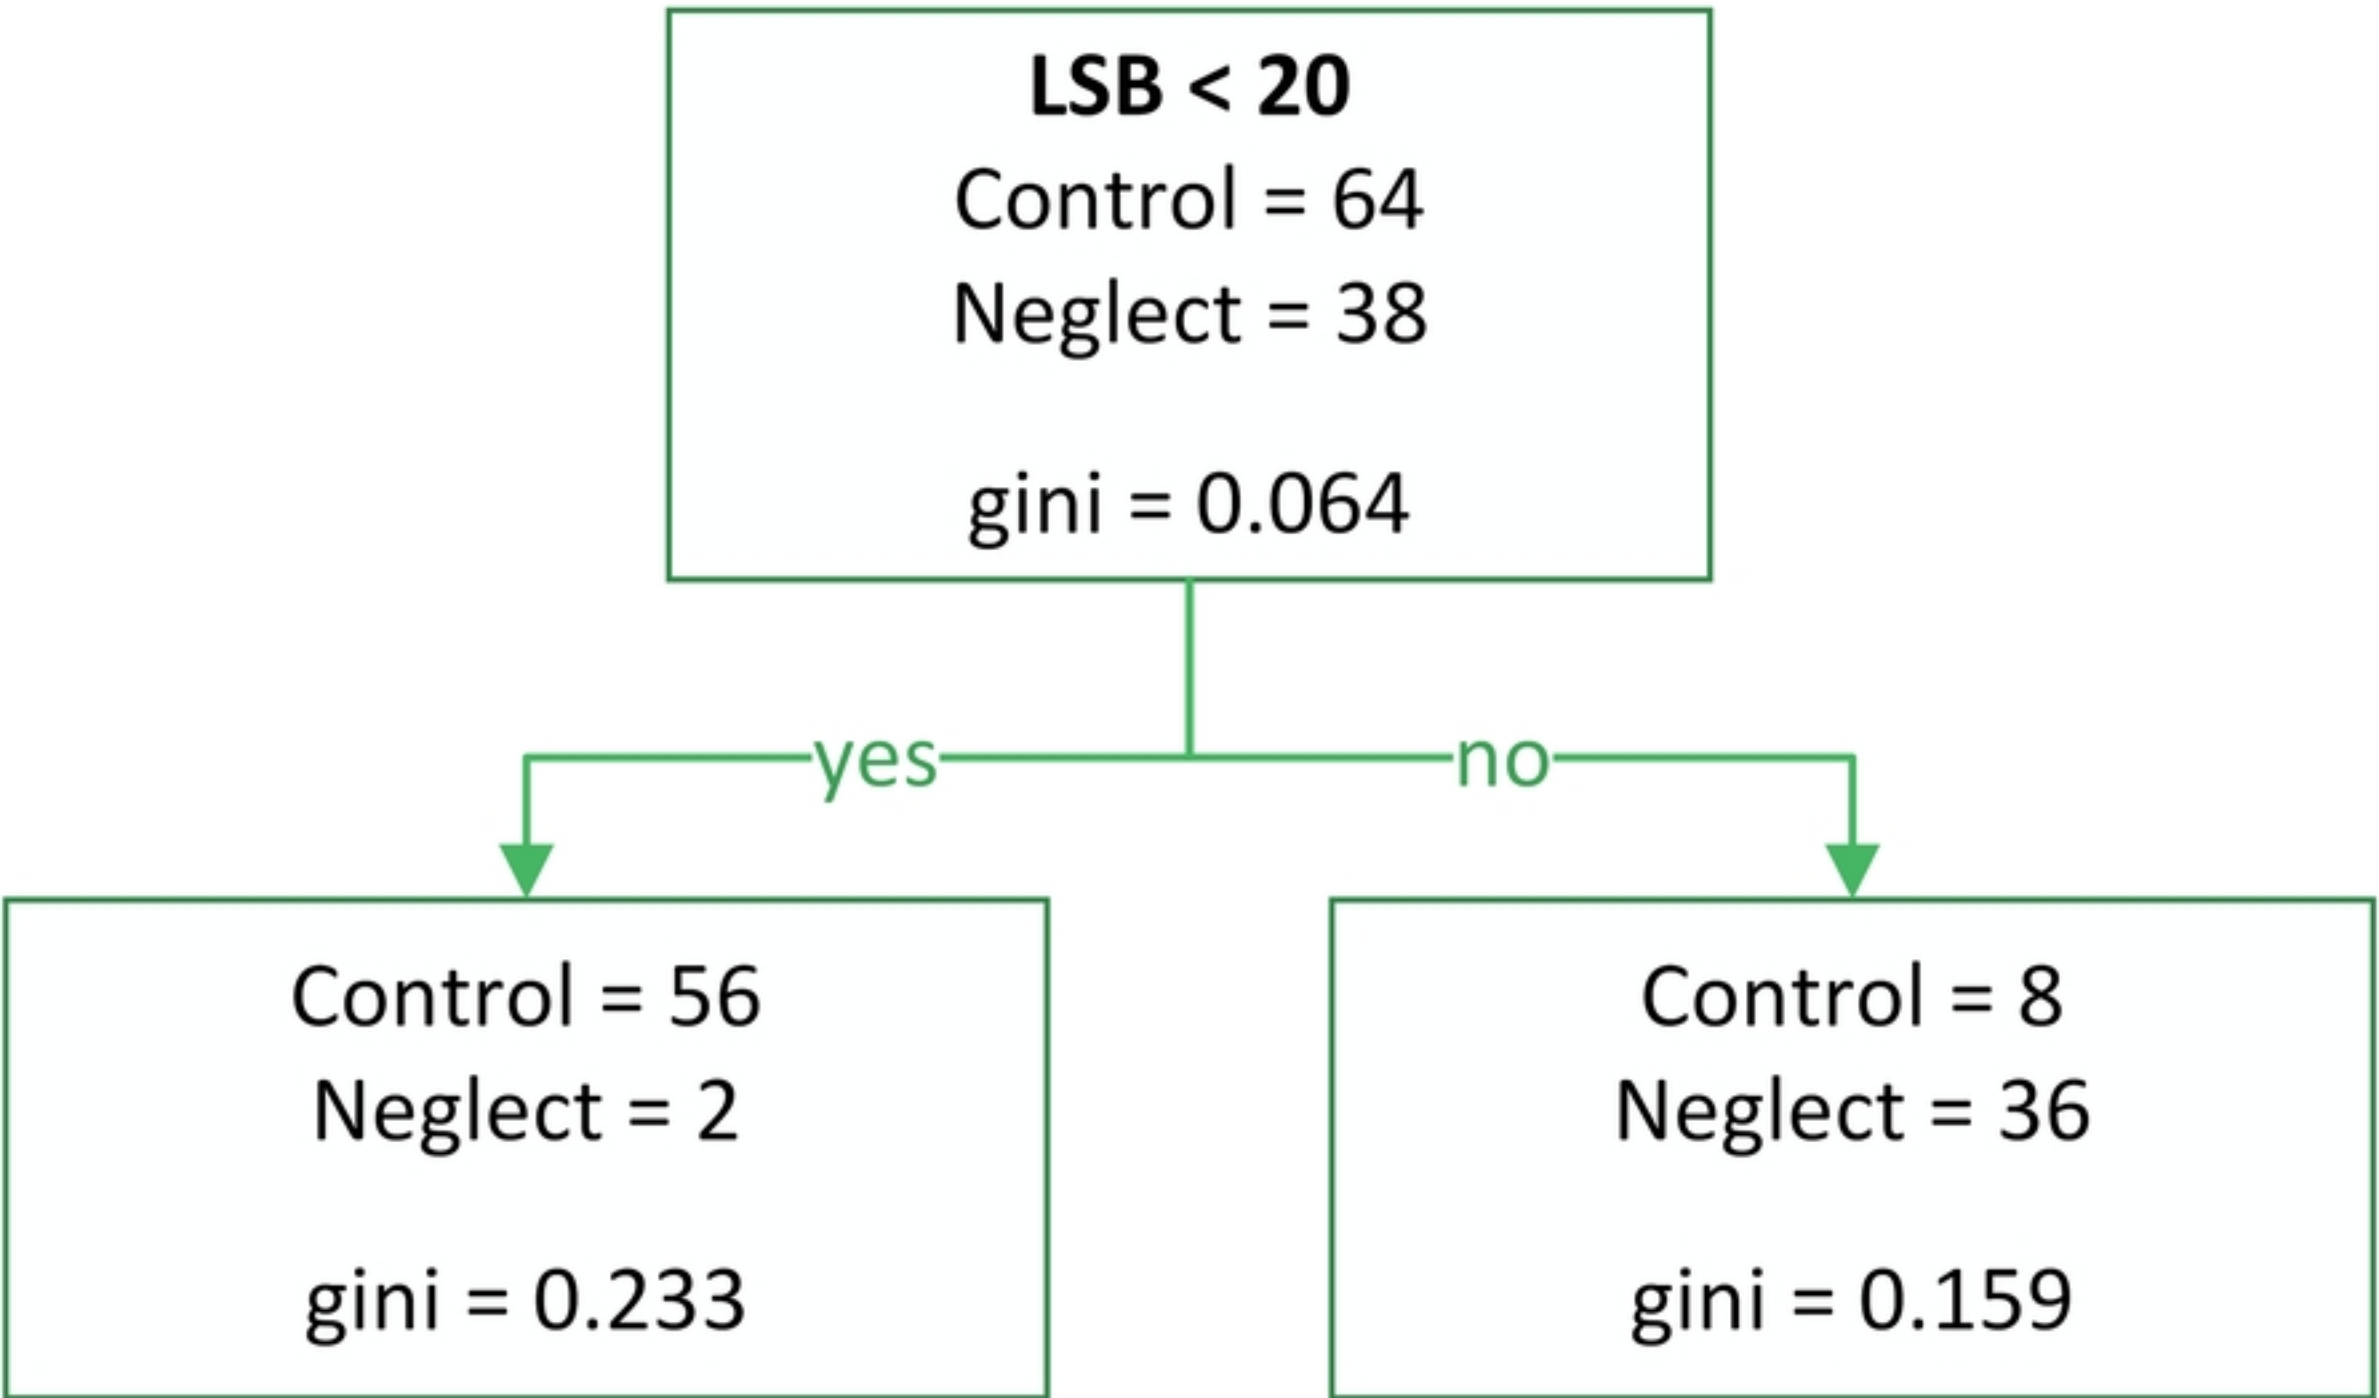 LSB < 20
Control = 64
Neglect = 38
gini = 0.064
yes
no
Control = 56
Neglect = 2
gini = 0.233
Control = 8
Neglect = 36
gini = 0.159